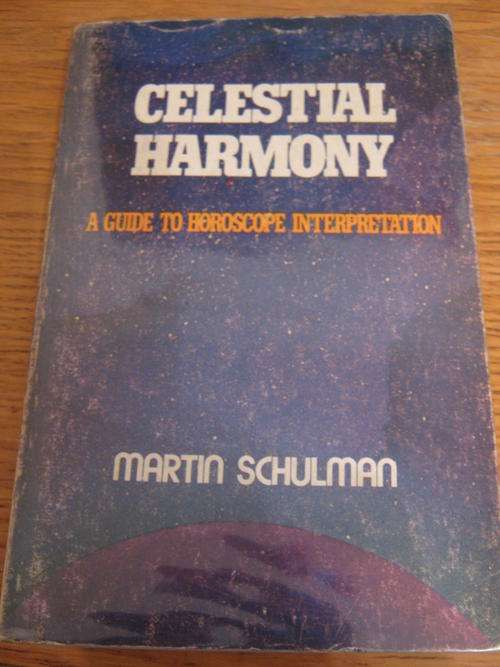 CELESTIAL
HARMONY
A GUIDE TO HOROSCOPE INTERPRETATION
MARTIN SCHULMAN